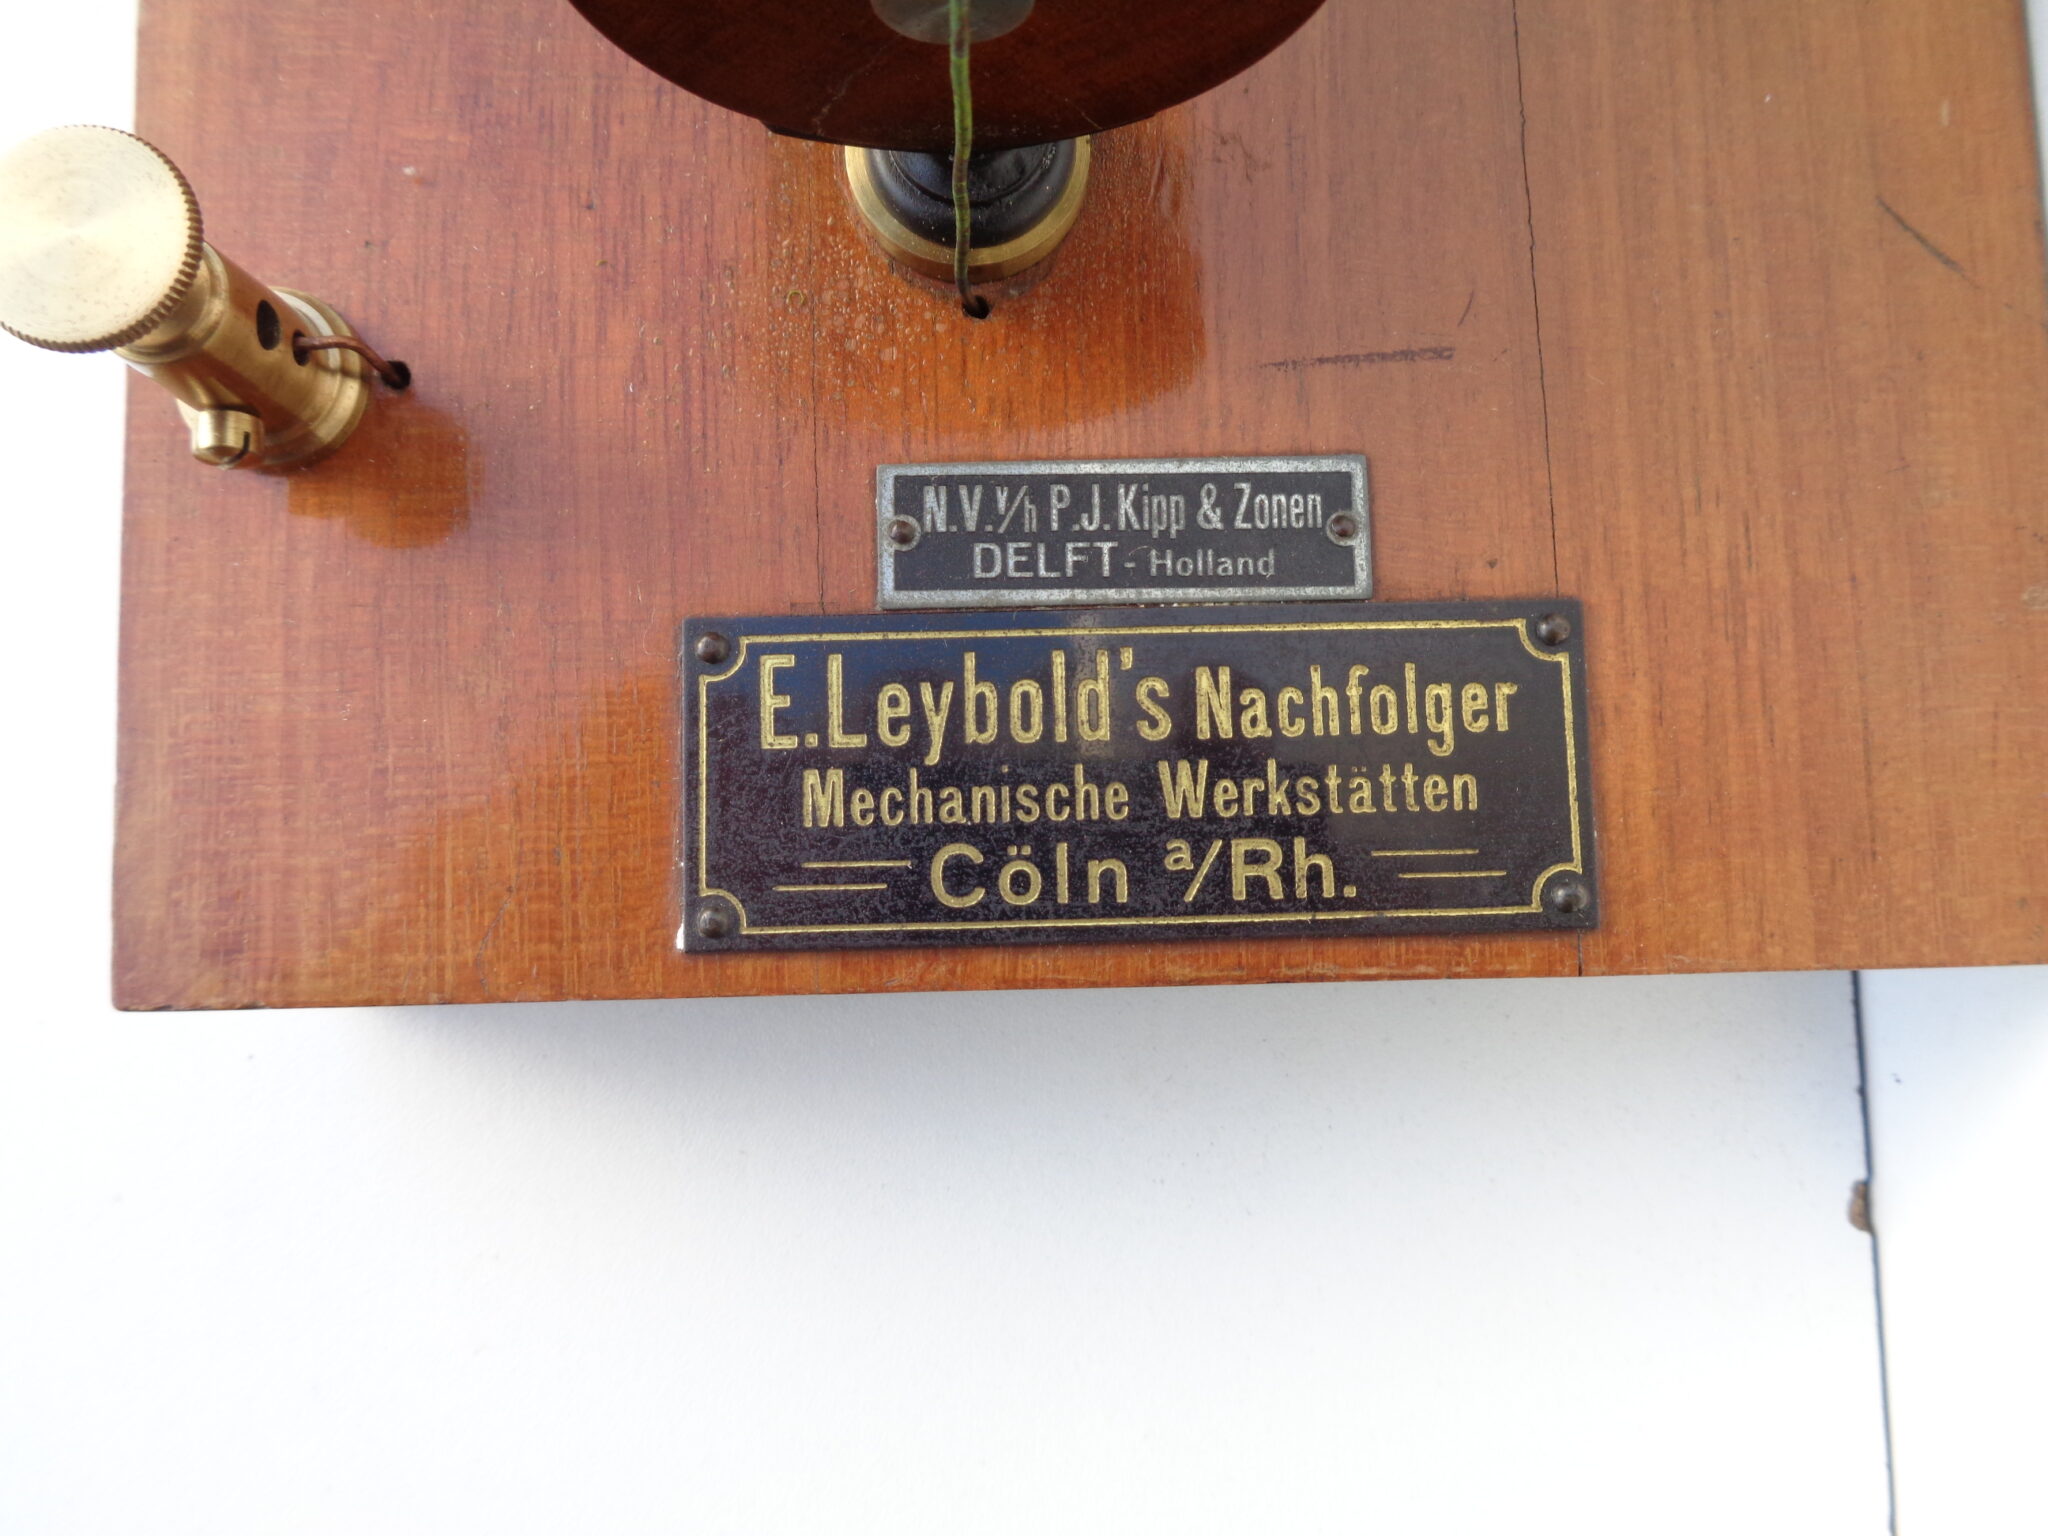 N.V. v/h P.J. Kipp & Zonen
DELFT - Holland
E. Leybold's Nachfolger
Mechanische Werkstätten
Cöln a/Rh.